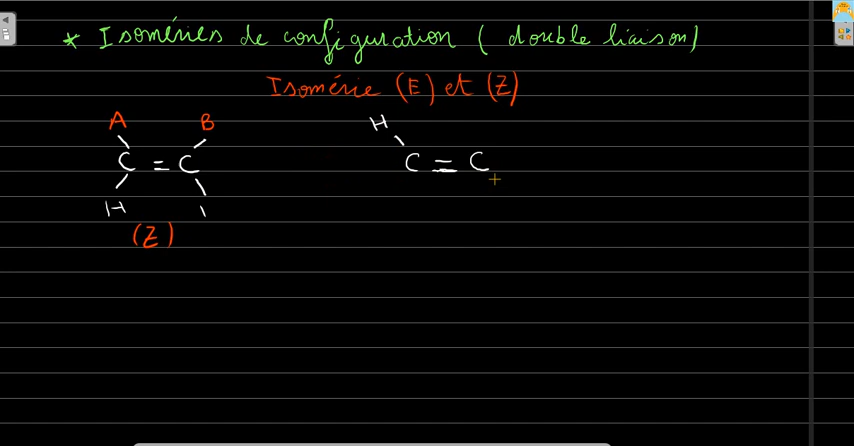 * Isoméries de configuration ( double liaison)
Isomérie (E) et (Z)
A B H
C = C C = C
H
(Z)